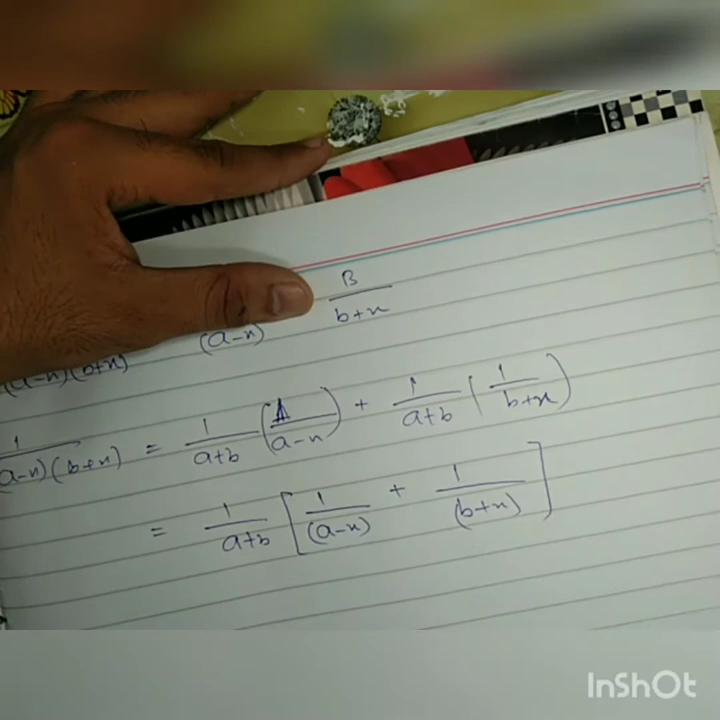 B
(a-x)(b+x) (a-x) b+x
1/(a-x)(b+x) = 1/a+b (1/a-x) + 1/a+b (1/b+x)
= 1/a+b [1/(a-x) + 1/(b+x)]
InShOt